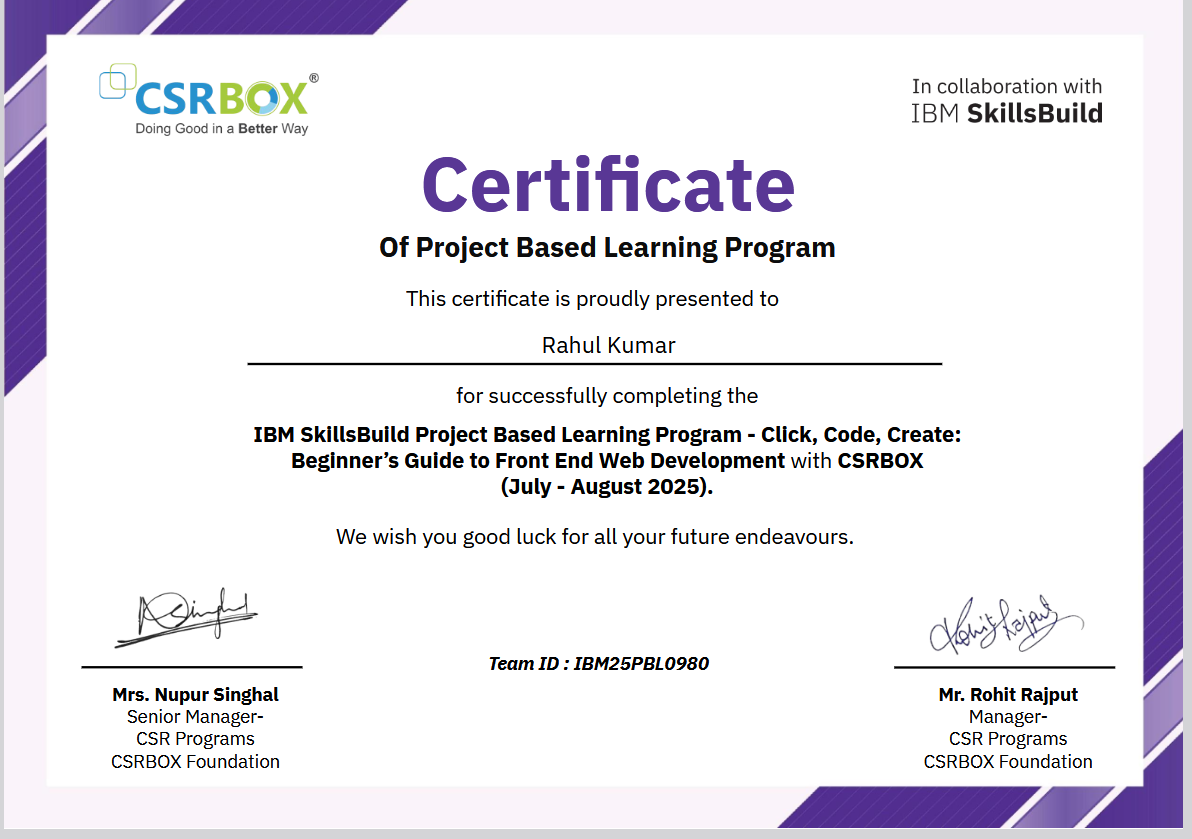 CSRBOX®
Doing Good in a Better Way
In collaboration with
IBM SkillsBuild
Certificate
Of Project Based Learning Program
This certificate is proudly presented to
Rahul Kumar
for successfully completing the
IBM SkillsBuild Project Based Learning Program - Click, Code, Create:
Beginner’s Guide to Front End Web Development with CSRBOX
(July - August 2025).
We wish you good luck for all your future endeavours.
NSinghal
Rohit Rajput
Team ID : IBM25PBL0980
Mrs. Nupur Singhal
Senior Manager-
CSR Programs
CSRBOX Foundation
Mr. Rohit Rajput
Manager-
CSR Programs
CSRBOX Foundation